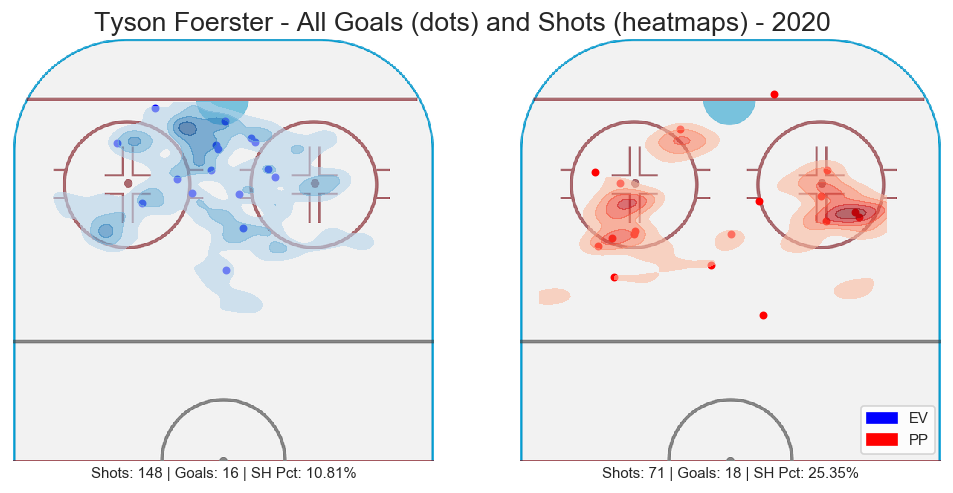 Tyson Foerster - All Goals (dots) and Shots (heatmaps) - 2020
EV
PP
Shots: 148 | Goals: 16 | SH Pct: 10.81%
Shots: 71 | Goals: 18 | SH Pct: 25.35%